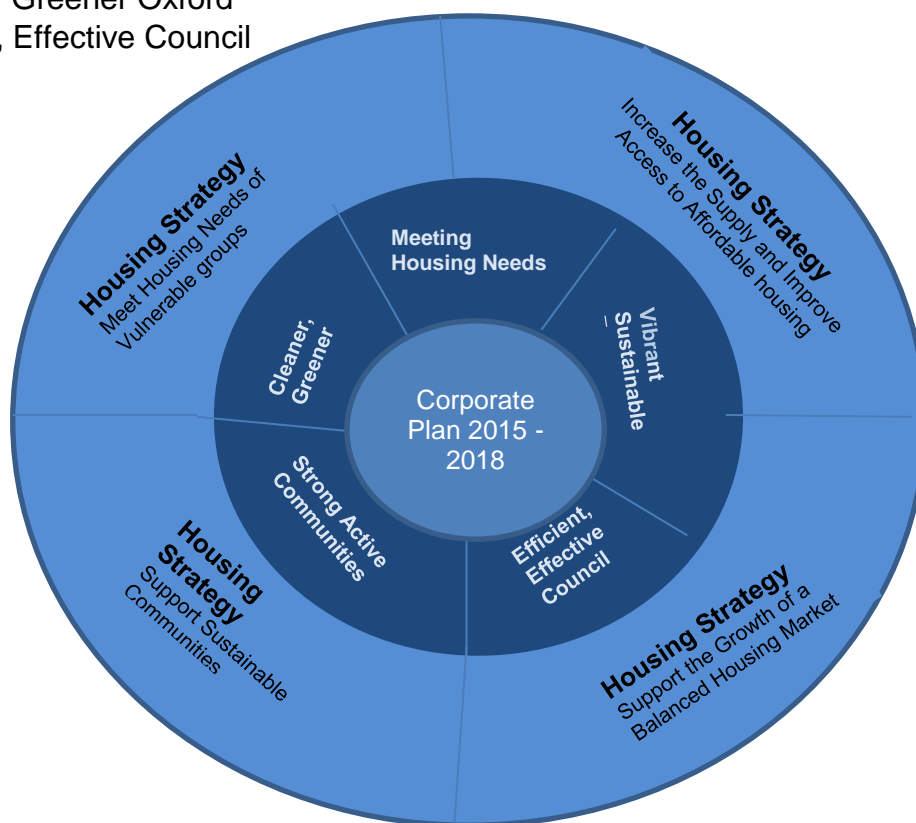 Greener Oxford
, Effective Council
Housing Strategy
Meet Housing Needs of
Vulnerable groups
Housing Strategy
Increase the Supply and Improve
Access to Affordable housing
Meeting
Housing Needs
Cleaner,
Greener
Vibrant
_ Sustainable
Corporate
Plan 2015 -
2018
Strong Active
Communities
Efficient,
Effective
Council
Housing
Strategy
Support Sustainable
Communities
Housing Strategy
Support the Growth of a
Balanced Housing Market